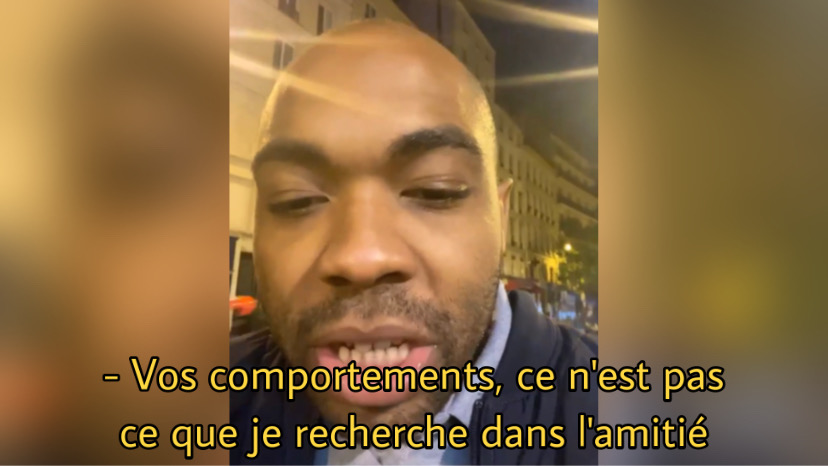 - Vos comportements, ce n'est pas
ce que je recherche dans l'amitié